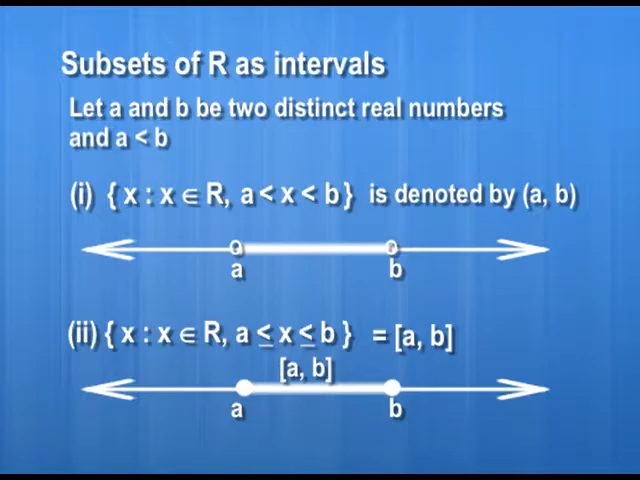 Subsets of R as intervals
Let a and b be two distinct real numbers
and a < b
(i) { x : x ∈ R, a < x < b } is denoted by (a, b)
a b
(ii) { x : x ∈ R, a ≤ x ≤ b } = [a, b]
[a, b]
a b